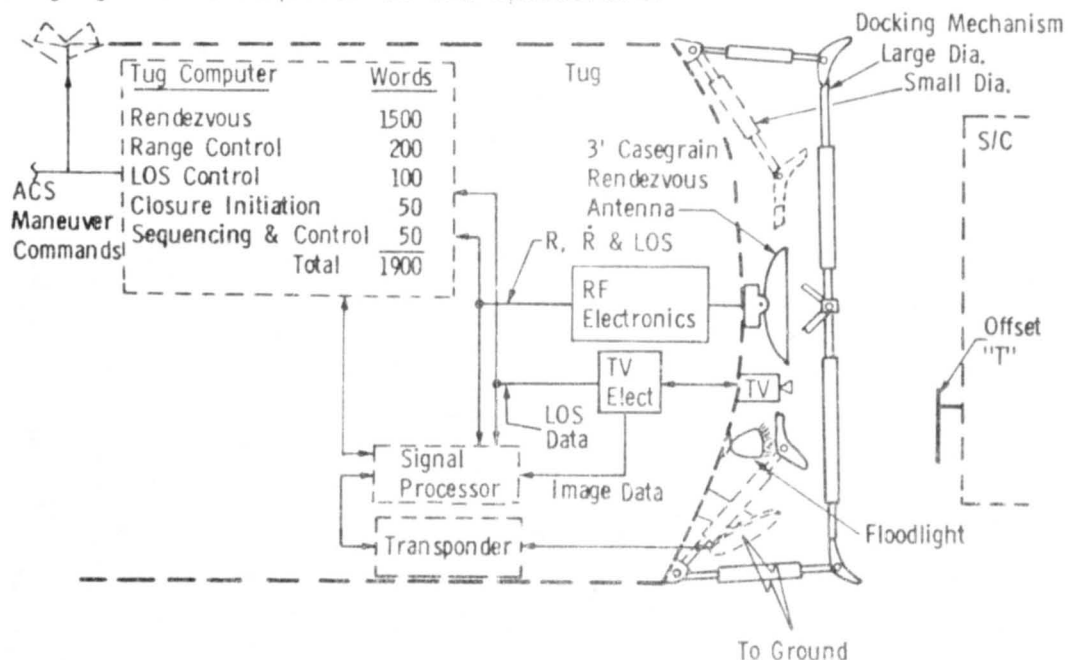 Docking Mechanism
Large Dia.
Small Dia.
Tug Computer Words
Rendezvous 1500
Range Control 200
LOS Control 100
Closure Initiation 50
Sequencing & Control 50
Total 1900
Tug
S/C
3' Casegrain
Rendezvous
Antenna
ACS
Maneuver
Commands
R, Ṙ & LOS
RF
Electronics
Offset
"T"
TV
Elect
TV
LOS
Data
Signal
Processor
Image Data
Floodlight
Transponder
To Ground